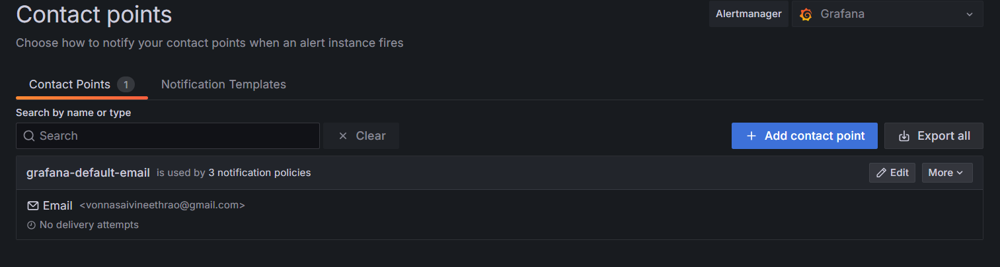 Contact points
Alertmanager Grafana
Choose how to notify your contact points when an alert instance fires
Contact Points 1 Notification Templates
Search by name or type
Search Clear + Add contact point Export all
grafana-default-email is used by 3 notification policies Edit More
Email <vonnasaivineethrao@gmail.com>
No delivery attempts